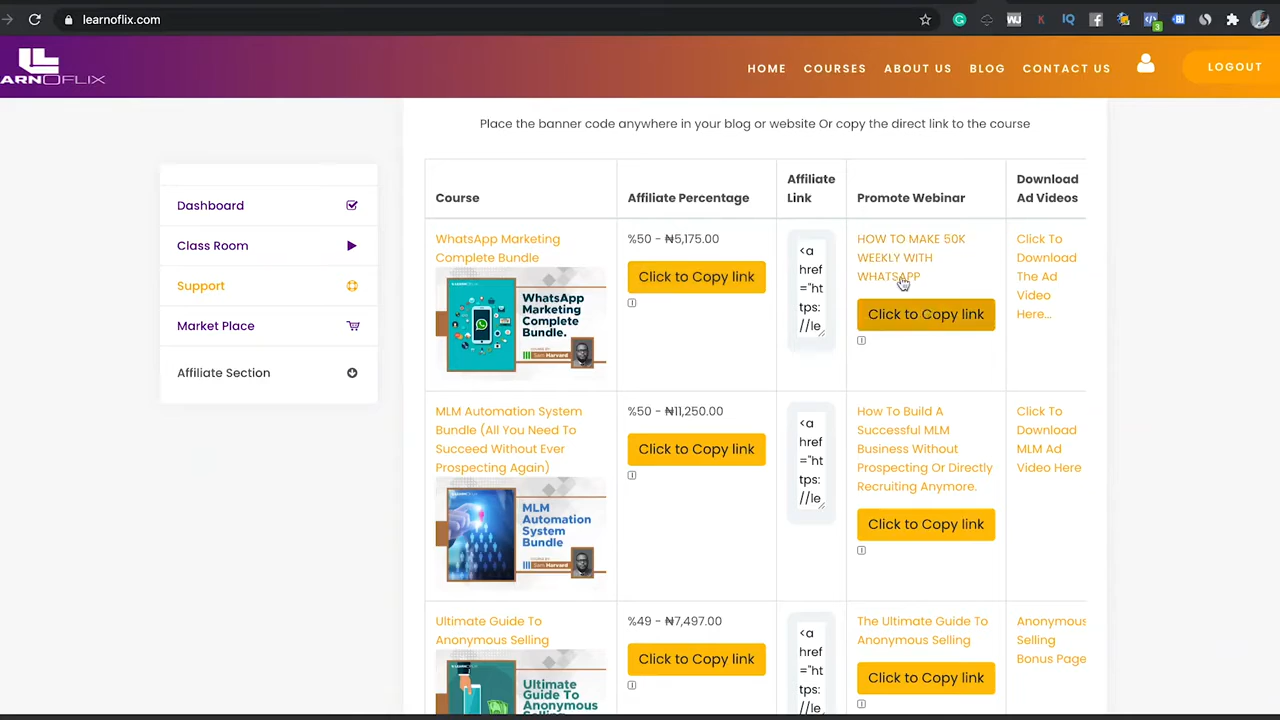 learnoflix.com
3
ARNOFLIX
HOME
COURSES
ABOUT US
BLOG
CONTACT US
LOGOUT
Place the banner code anywhere in your blog or website Or copy the direct link to the course
Dashboard
Class Room
Support
Market Place
Affiliate Section
Course
Affiliate Percentage
Affiliate
Link
Promote Webinar
Download
Ad Videos
WhatsApp Marketing
Complete Bundle
WhatsApp
Marketing
Complete
Bundle.
Sam Harvard
%50 - ₦5,175.00
Click to Copy link
<a
href
="ht
tps:
//le
HOW TO MAKE 50K
WEEKLY WITH
WHATSAPP
Click to Copy link
Click To
Download
The Ad
Video
Here...
MLM Automation System
Bundle (All You Need To
Succeed Without Ever
Prospecting Again)
MLM
Automation
System
Bundle
Sam Harvard
%50 - ₦11,250.00
Click to Copy link
<a
href
="ht
tps:
//le
How To Build A
Successful MLM
Business Without
Prospecting Or Directly
Recruiting Anymore.
Click to Copy link
Click To
Download
MLM Ad
Video Here
Ultimate Guide To
Anonymous Selling
Ultimate
Guide To
Anonymous
Selling
%49 - ₦7,497.00
Click to Copy link
<a
href
="ht
tps:
//le
The Ultimate Guide To
Anonymous Selling
Click to Copy link
Anonymous
Selling
Bonus Page